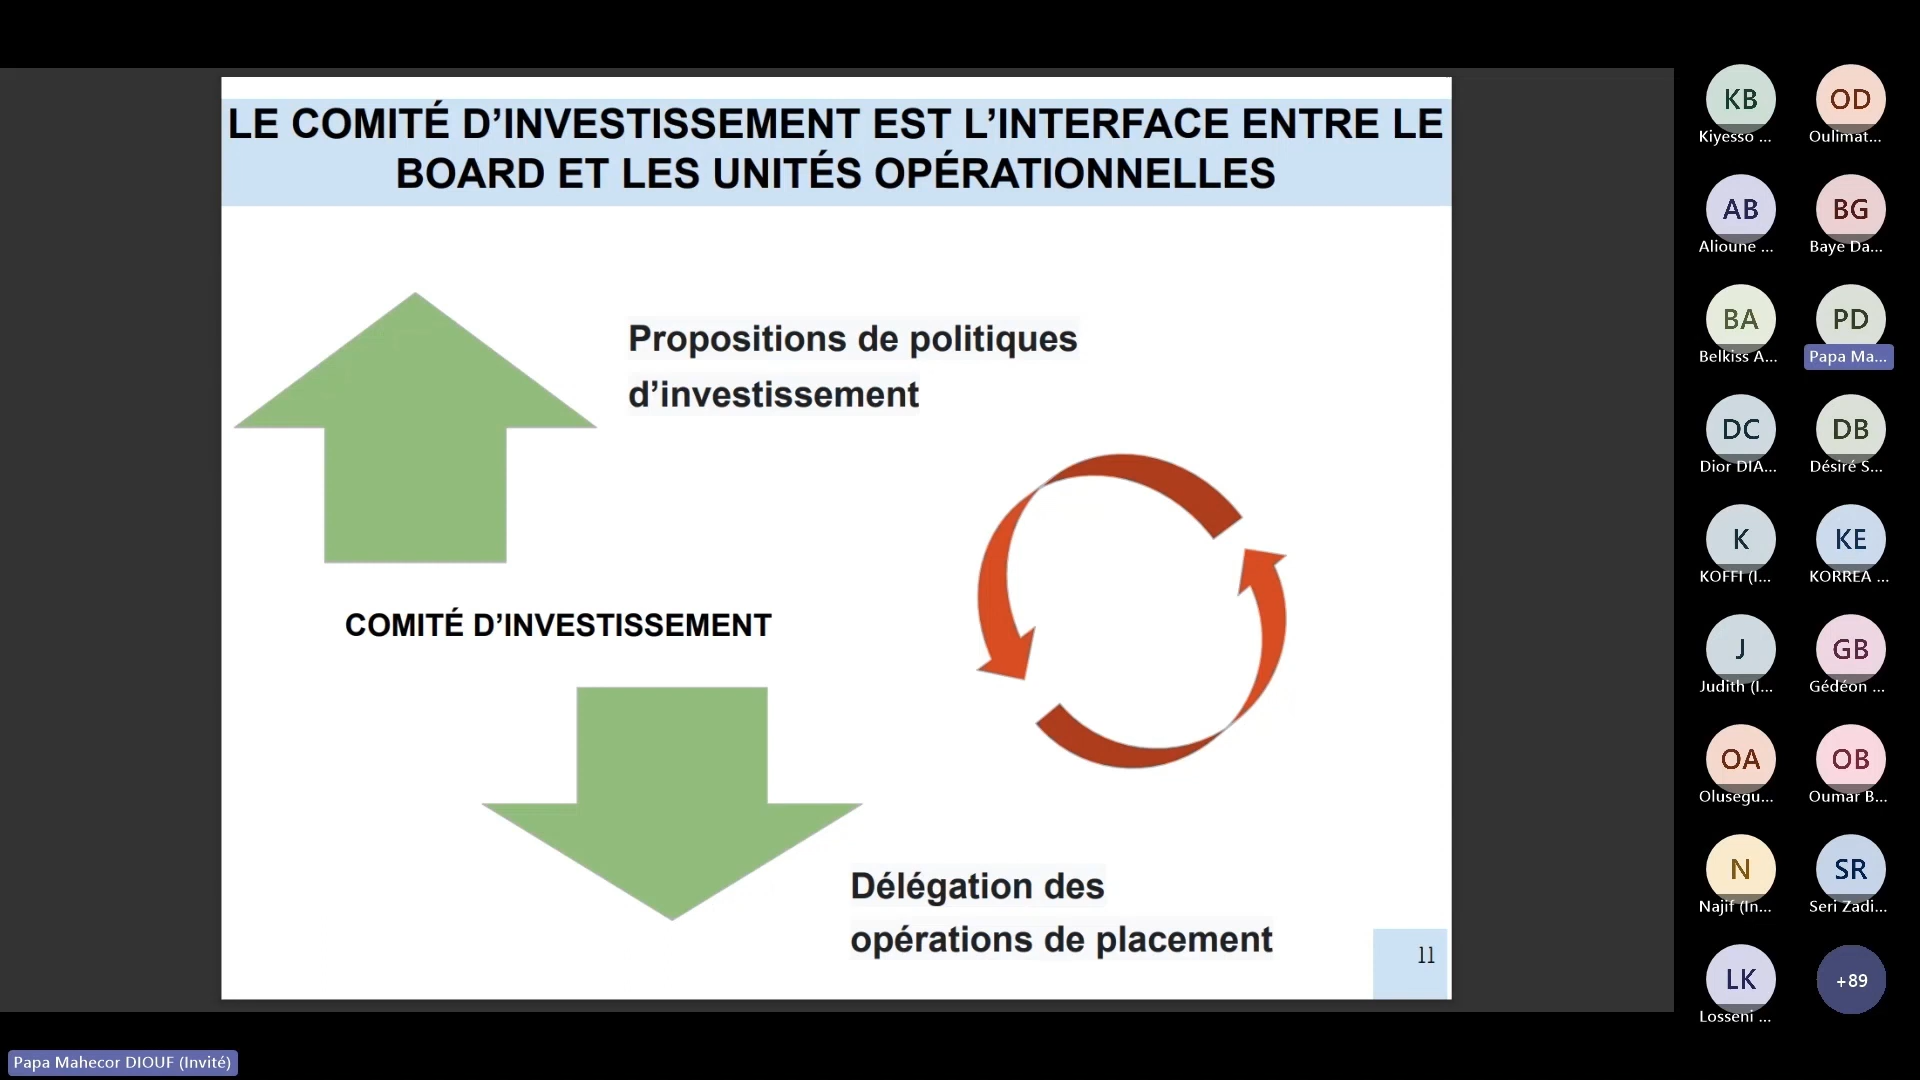 LE COMITÉ D’INVESTISSEMENT EST L’INTERFACE ENTRE LE
BOARD ET LES UNITÉS OPÉRATIONNELLES
Propositions de politiques
d’investissement
COMITÉ D’INVESTISSEMENT
Délégation des
opérations de placement
11
KB
Kiyesso ...
OD
Oulimat...
AB
Alioune ...
BG
Baye Da...
BA
Belkiss A...
PD
Papa Ma...
DC
Dior DIA...
DB
Désiré S...
K
KOFFI (I...
KE
KORREA ...
J
Judith (I...
GB
Gédéon ...
OA
Olusegu...
OB
Oumar B...
N
Najif (In...
SR
Seri Zadi...
LK
Losseni ...
+89
Papa Mahecor DIOUF (Invité)